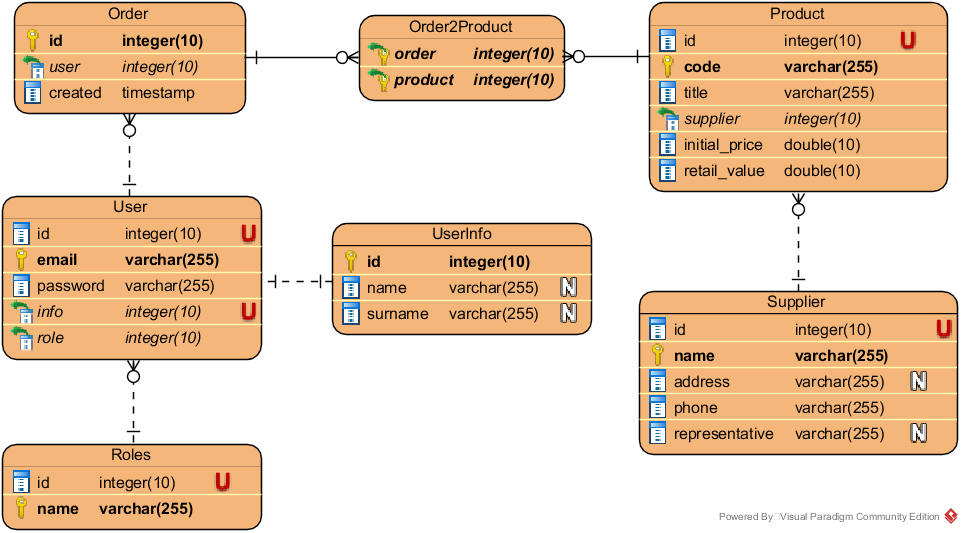 Order
id integer(10)
user integer(10)
created timestamp
Order2Product
order integer(10)
product integer(10)
Product
id integer(10) U
code varchar(255)
title varchar(255)
supplier integer(10)
initial_price double(10)
retail_value double(10)
User
id integer(10) U
email varchar(255)
password varchar(255)
info integer(10) U
role integer(10)
UserInfo
id integer(10)
name varchar(255) N
surname varchar(255) N
Supplier
id integer(10) U
name varchar(255)
address varchar(255) N
phone varchar(255)
representative varchar(255) N
Roles
id integer(10) U
name varchar(255)
Powered By Visual Paradigm Community Edition